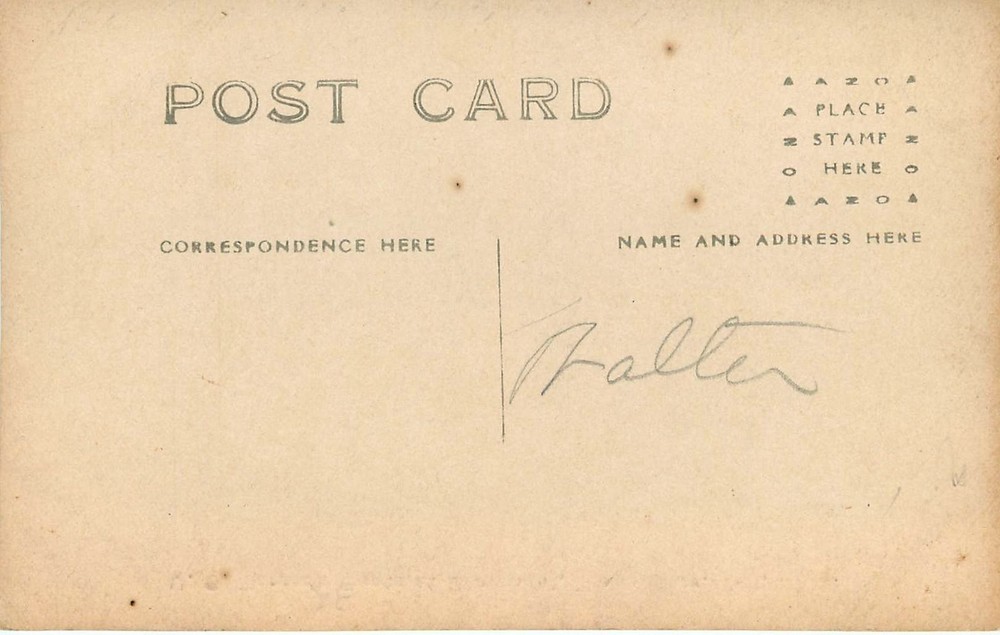 POST CARD
▲ A Z O ▲
A PLACE A
Z STAMP Z
O HERE O
▲ A Z O ▲
CORRESPONDENCE HERE
NAME AND ADDRESS HERE
Walter